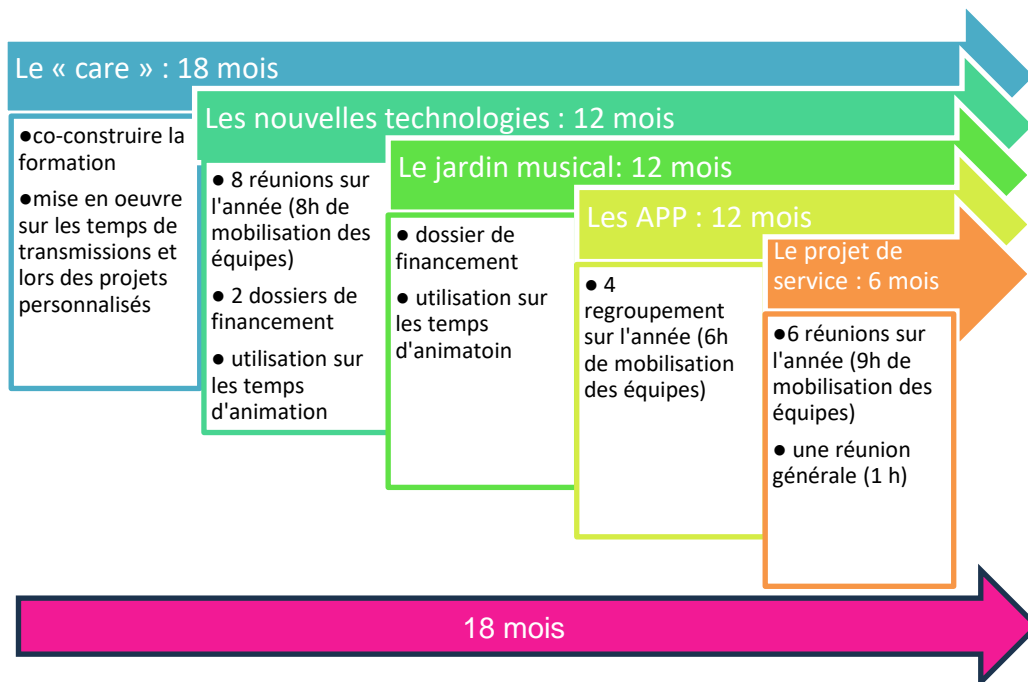 Le « care » : 18 mois
●co-construire la
formation
●mise en oeuvre
sur les temps de
transmissions et
lors des projets
personnalisés
Les nouvelles technologies : 12 mois
● 8 réunions sur
l'année (8h de
mobilisation des
équipes)
● 2 dossiers de
financement
● utilisation sur
les temps
d'animation
Le jardin musical: 12 mois
● dossier de
financement
● utilisation sur
les temps
d'animatoin
Les APP : 12 mois
● 4
regroupement
sur l'année (6h
de mobilisation
des équipes)
Le projet de
service : 6 mois
●6 réunions sur
l'année (9h de
mobilisation des
équipes)
● une réunion
générale (1 h)
18 mois